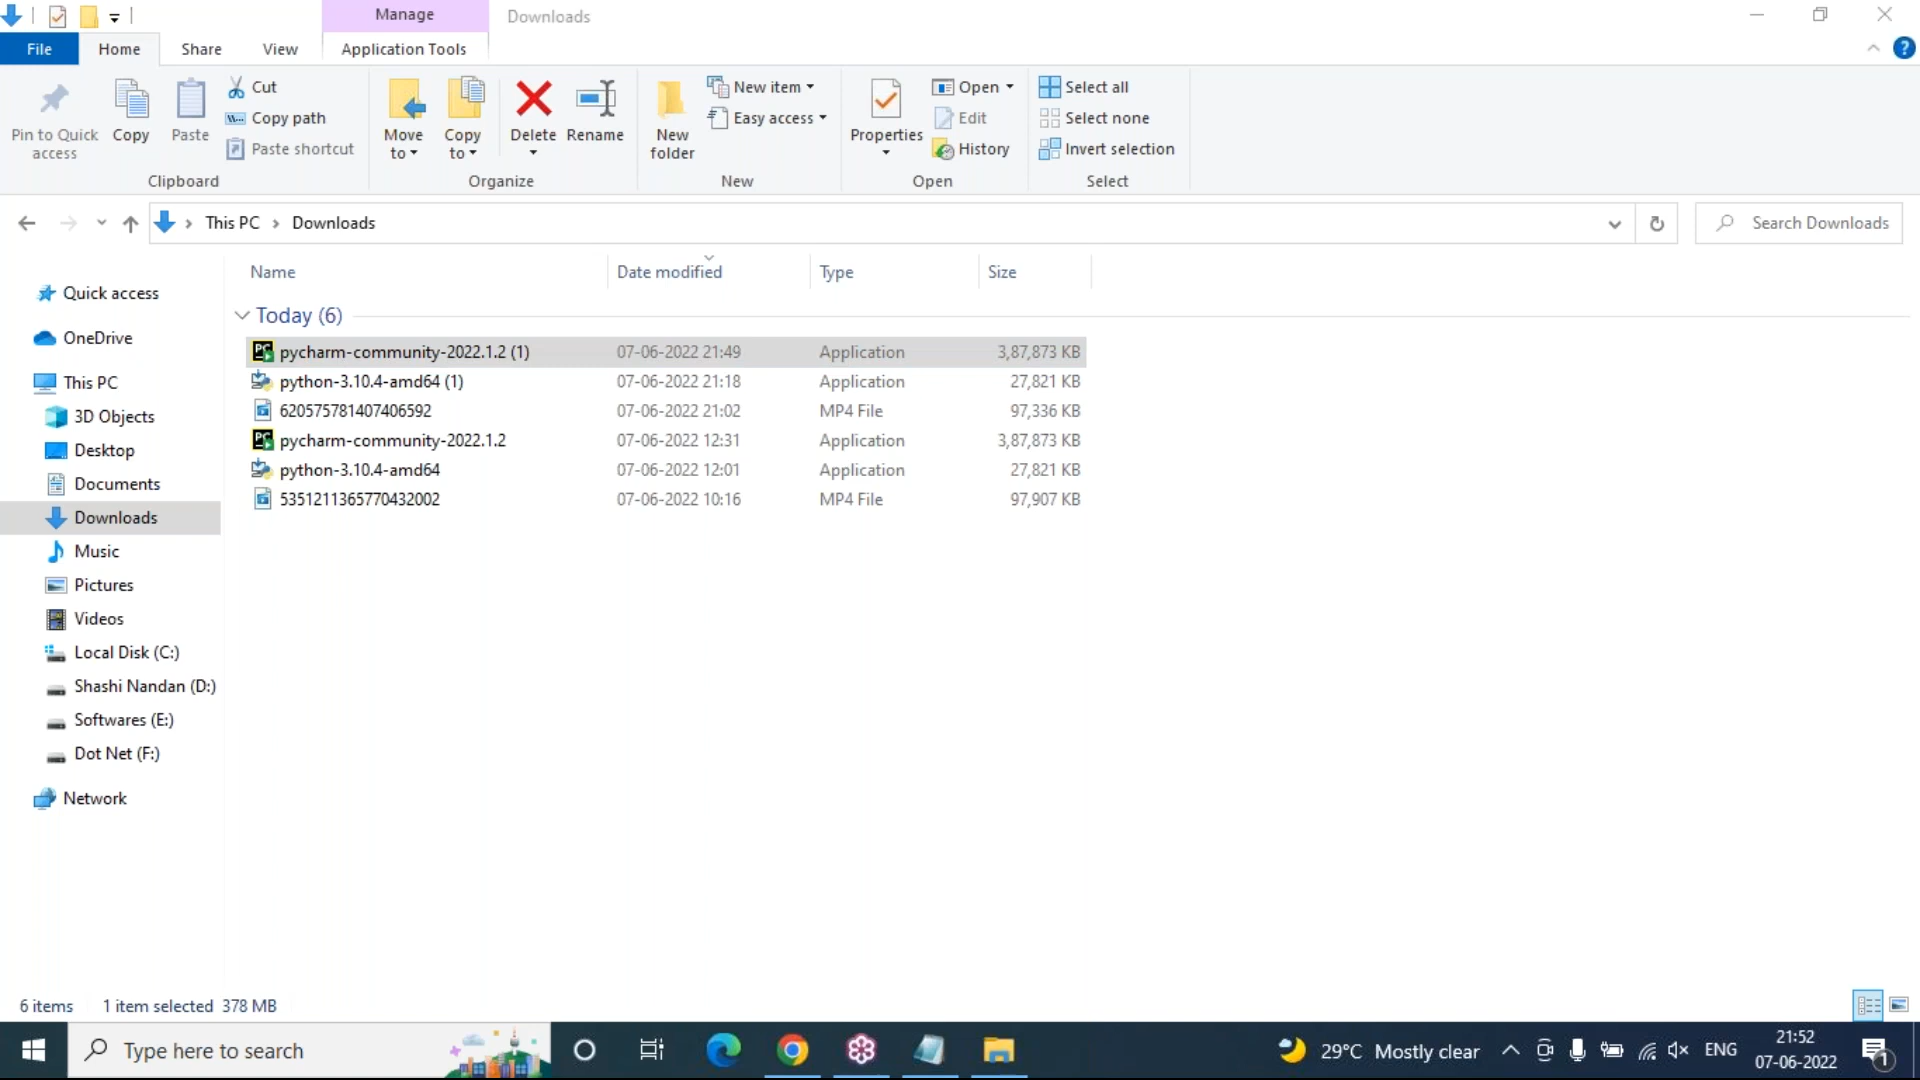 Manage
Downloads
File
Home
Share
View
Application Tools
Pin to Quick access
Copy
Paste
Cut
Copy path
Paste shortcut
Clipboard
Move to
Copy to
Delete
Rename
Organize
New folder
New item
Easy access
New
Properties
Open
Edit
History
Open
Select all
Select none
Invert selection
Select
This PC
Downloads
Search Downloads
Name Date modified Type Size
Today (6)
pycharm-community-2022.1.2 (1) 07-06-2022 21:49 Application 3,87,873 KB
python-3.10.4-amd64 (1) 07-06-2022 21:18 Application 27,821 KB
620575781407406592 07-06-2022 21:02 MP4 File 97,336 KB
pycharm-community-2022.1.2 07-06-2022 12:31 Application 3,87,873 KB
python-3.10.4-amd64 07-06-2022 12:01 Application 27,821 KB
5351211365770432002 07-06-2022 10:16 MP4 File 97,907 KB
Quick access
OneDrive
This PC
3D Objects
Desktop
Documents
Downloads
Music
Pictures
Videos
Local Disk (C:)
Shashi Nandan (D:)
Softwares (E:)
Dot Net (F:)
Network
6 items 1 item selected 378 MB
Type here to search
29°C Mostly clear
ENG
21:52
07-06-2022
1